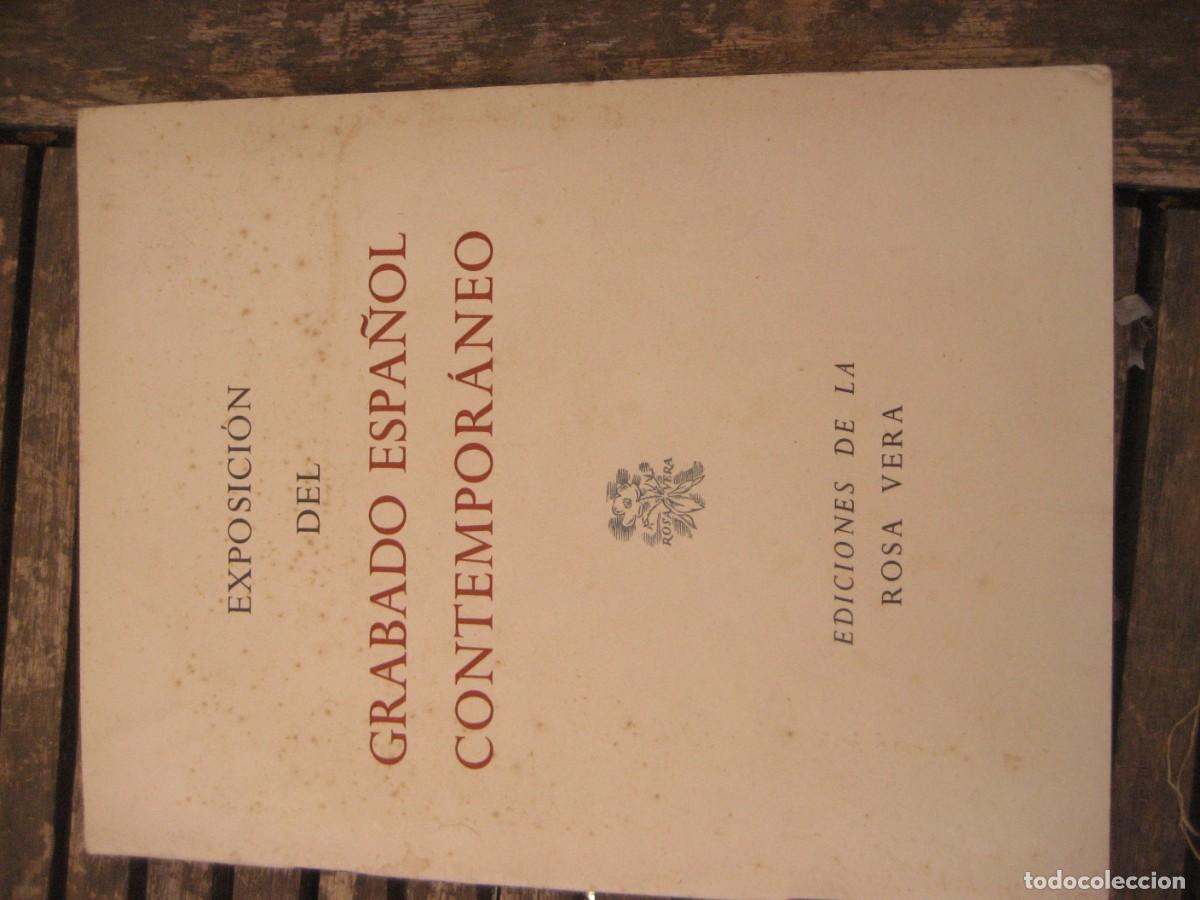 EXPOSICIÓN
DEL
GRABADO ESPAÑOL
CONTEMPORÁNEO
ROSA VERA
EDICIONES DE LA
ROSA VERA
todocoleccion